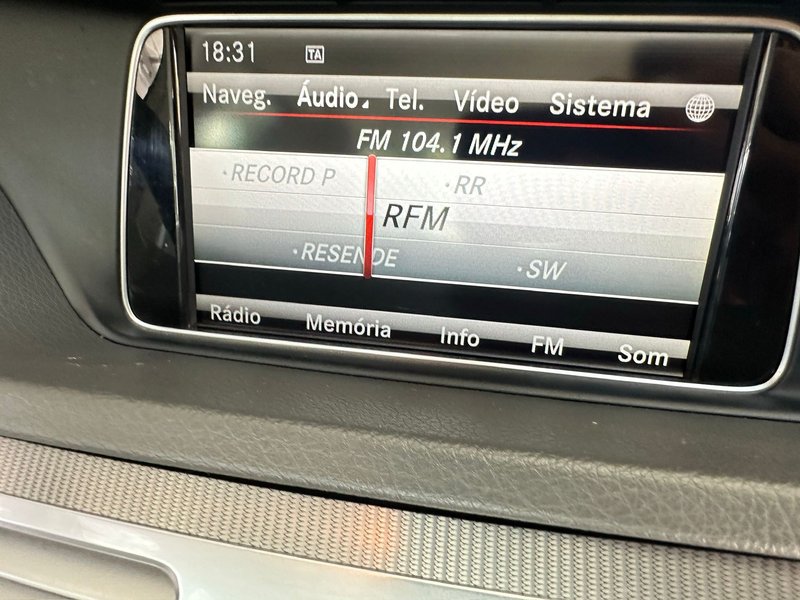 18:31 TA
Naveg. Áudio Tel. Vídeo Sistema
FM 104.1 MHz
·RECORD P ·RR
RFM
·RESENDE ·SW
Rádio Memória Info FM Som